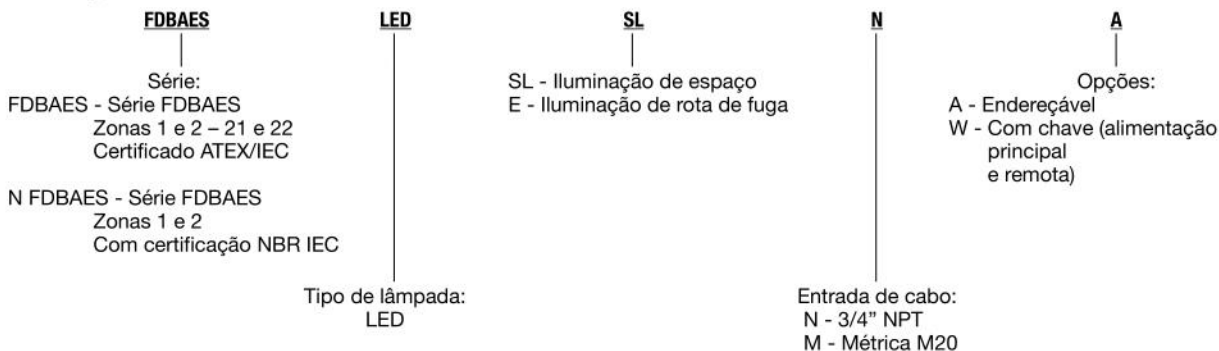 FDBAES LED SL N A
Série:
FDBAES - Série FDBAES
Zonas 1 e 2 – 21 e 22
Certificado ATEX/IEC
N FDBAES - Série FDBAES
Zonas 1 e 2
Com certificação NBR IEC
Tipo de lâmpada:
LED
SL - Iluminação de espaço
E - Iluminação de rota de fuga
Entrada de cabo:
N - 3/4” NPT
M - Métrica M20
Opções:
A - Endereçável
W - Com chave (alimentação
principal
e remota)